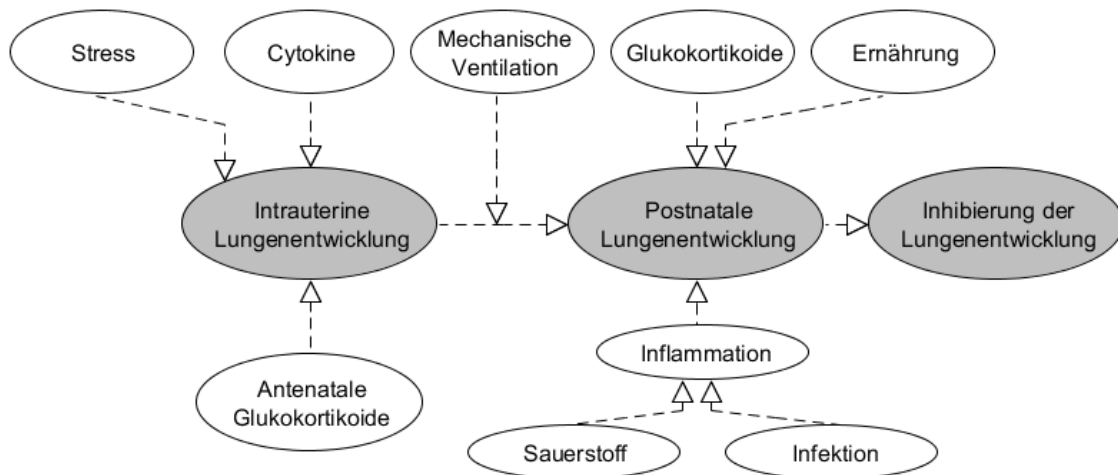 Stress
Cytokine
Mechanische
Ventilation
Glukokortikoide
Ernährung
Intrauterine
Lungenentwicklung
Postnatale
Lungenentwicklung
Inhibierung der
Lungenentwicklung
Inflammation
Antenatale
Glukokortikoide
Sauerstoff
Infektion